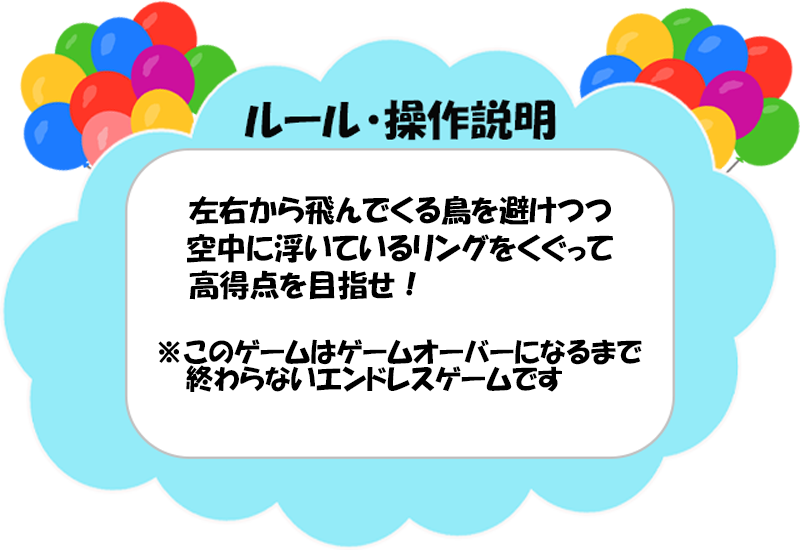 ルール・操作説明
左右から飛んでくる鳥を避けつつ
空中に浮いているリングをくぐって
高得点を目指せ！
※このゲームはゲームオーバーになるまで
終わらないエンドレスゲームです